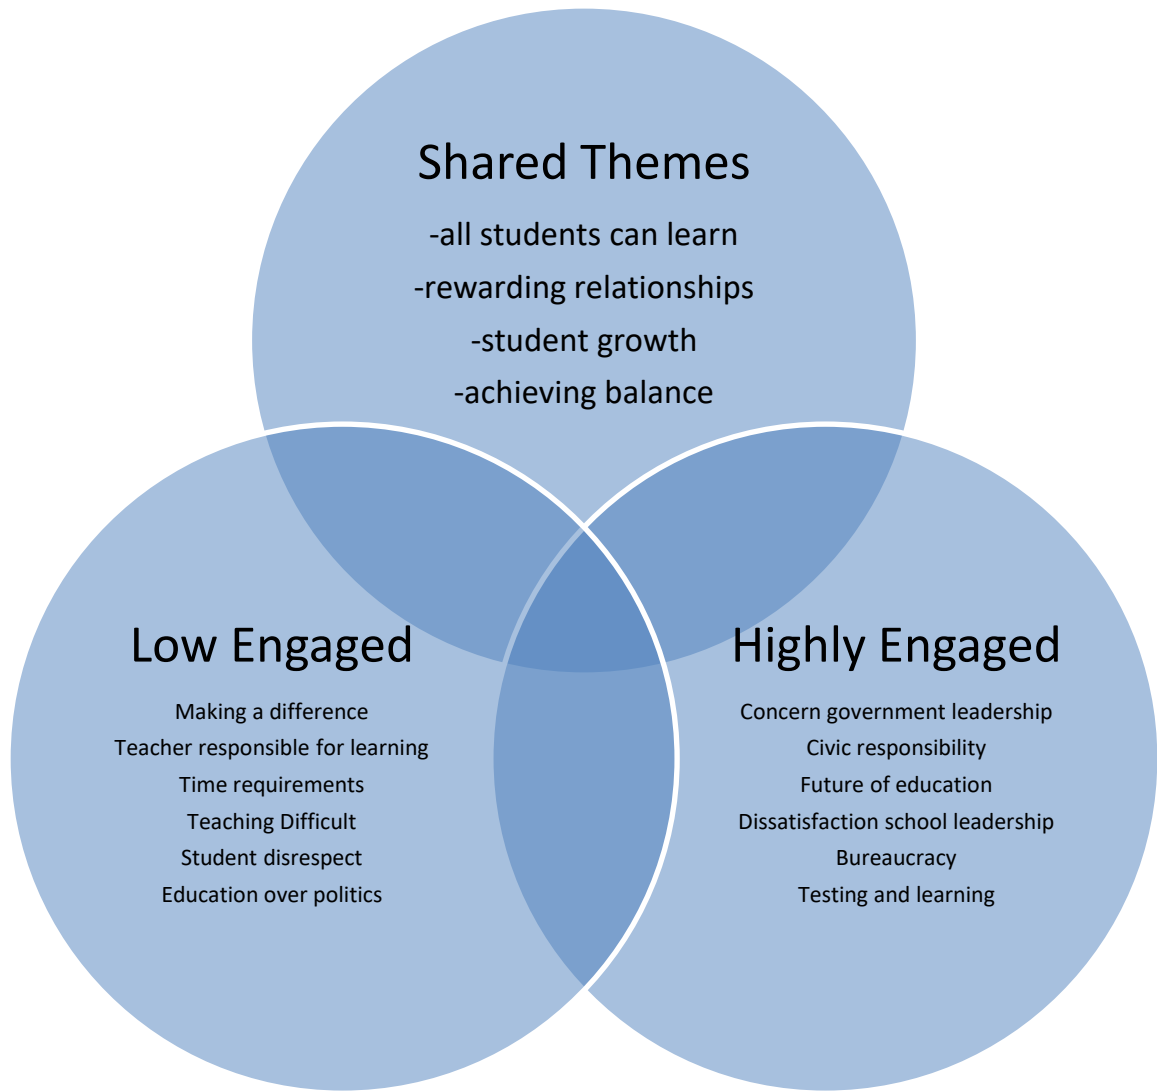 Shared Themes
-all students can learn
-rewarding relationships
-student growth
-achieving balance
Low Engaged
Making a difference
Teacher responsible for learning
Time requirements
Teaching Difficult
Student disrespect
Education over politics
Highly Engaged
Concern government leadership
Civic responsibility
Future of education
Dissatisfaction school leadership
Bureaucracy
Testing and learning